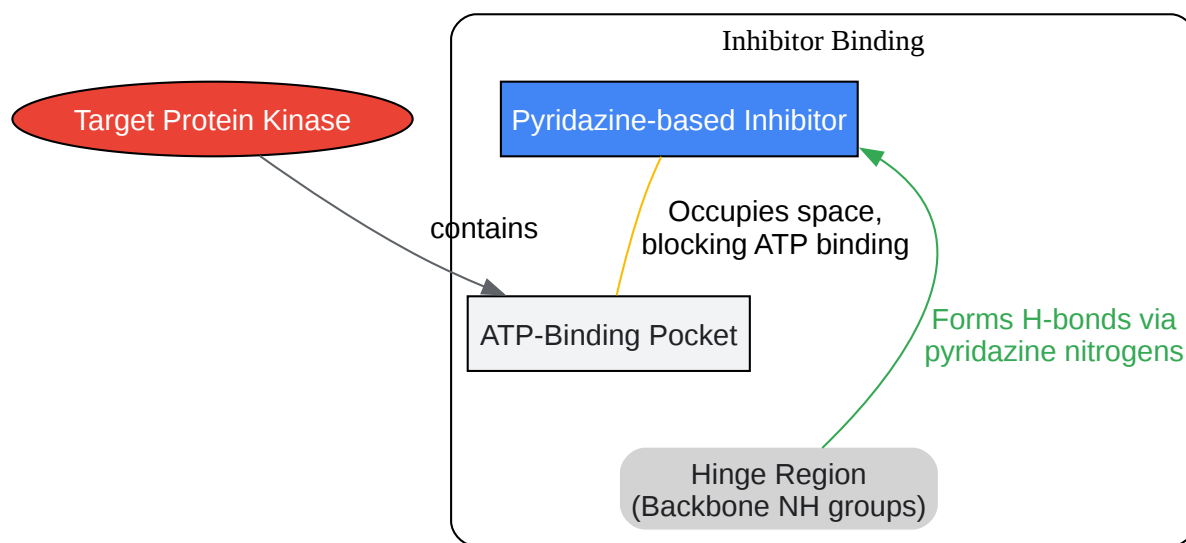 Inhibitor Binding
Target Protein Kinase
Pyridazine-based Inhibitor
contains
Occupies space,
blocking ATP binding
ATP-Binding Pocket
Forms H-bonds via
pyridazine nitrogens
Hinge Region
(Backbone NH groups)